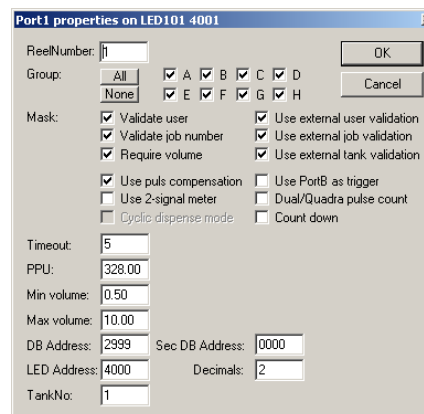 Port1 properties on LED101 4001
ReelNumber: 1
OK
Group: All A B C D
None E F G H
Cancel
Mask: Validate user Use external user validation
Validate job number Use external job validation
Require volume Use external tank validation
Use puls compensation Use PortB as trigger
Use 2-signal meter Dual/Quadra pulse count
Cyclic dispense mode Count down
Timeout: 5
PPU: 328.00
Min volume: 0.50
Max volume: 10.00
DB Address: 2999 Sec DB Address: 0000
LED Address: 4000 Decimals: 2
TankNo: 1